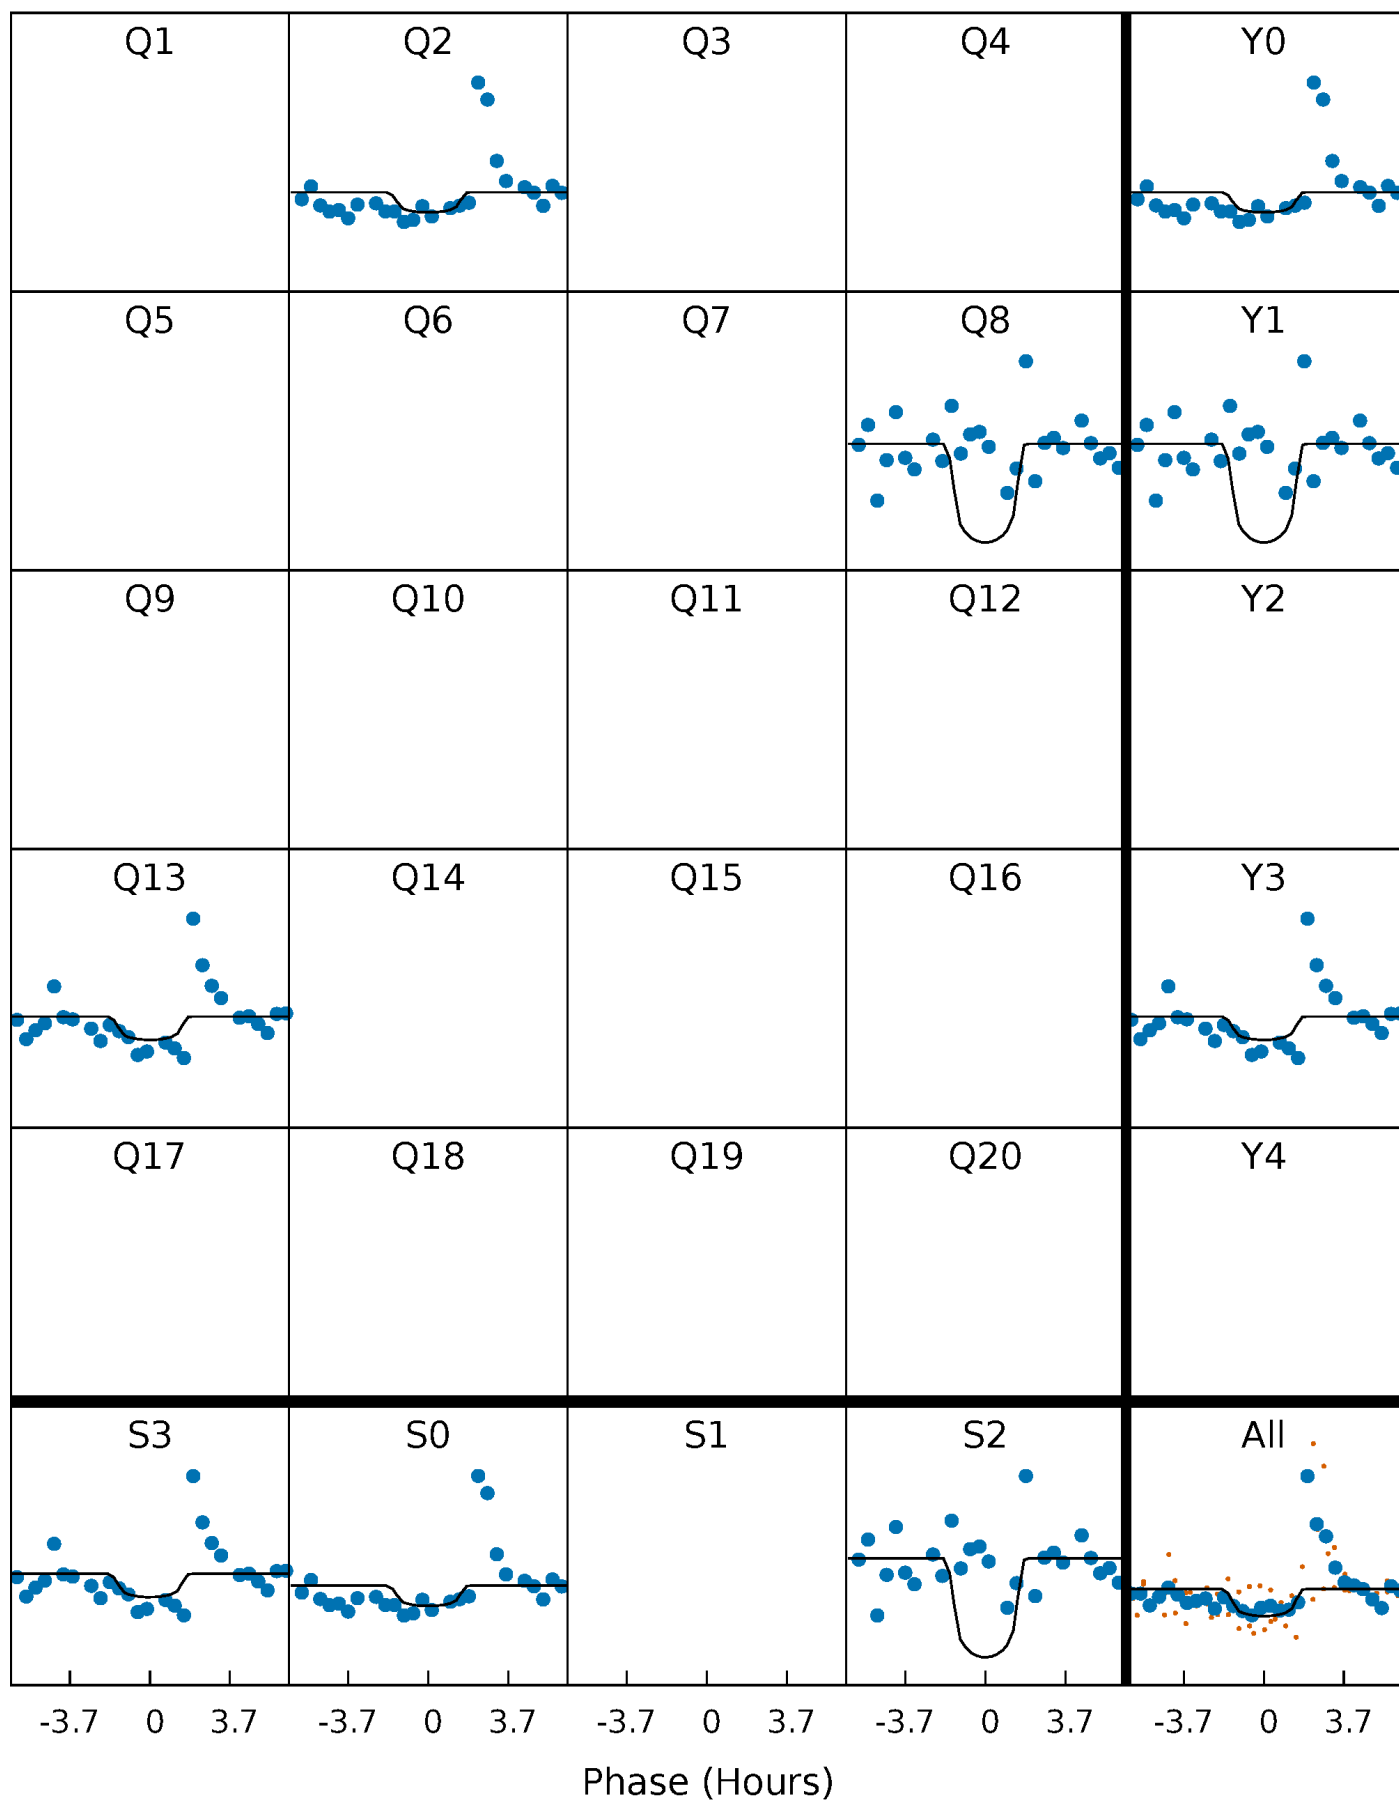 Q1 Q2 Q3 Q4 Y0
Q5 Q6 Q7 Q8 Y1
Q9 Q10 Q11 Q12 Y2
Q13 Q14 Q15 Q16 Y3
Q17 Q18 Q19 Q20 Y4
S3 S0 S1 S2 All
-3.7 0 3.7 -3.7 0 3.7 -3.7 0 3.7 -3.7 0 3.7 -3.7 0 3.7
Phase (Hours)